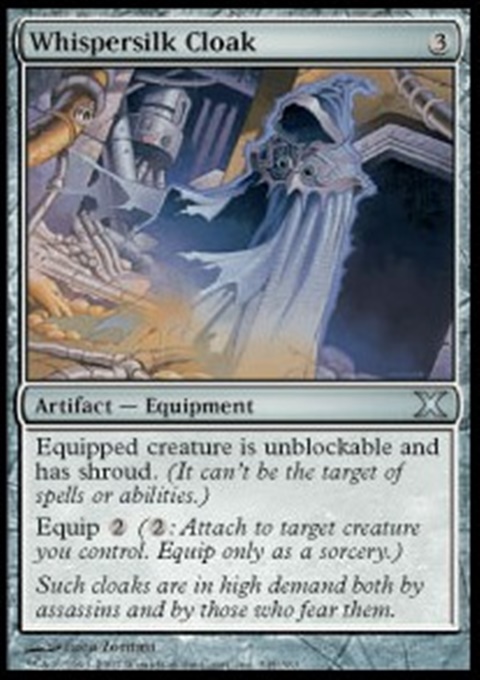 Whispersilk Cloak 3
Artifact — Equipment
Equipped creature is unblockable and
has shroud. (It can't be the target of
spells or abilities.)
Equip 2 (2: Attach to target creature
you control. Equip only as a sorcery.)
Such cloaks are in high demand both by
assassins and by those who fear them.